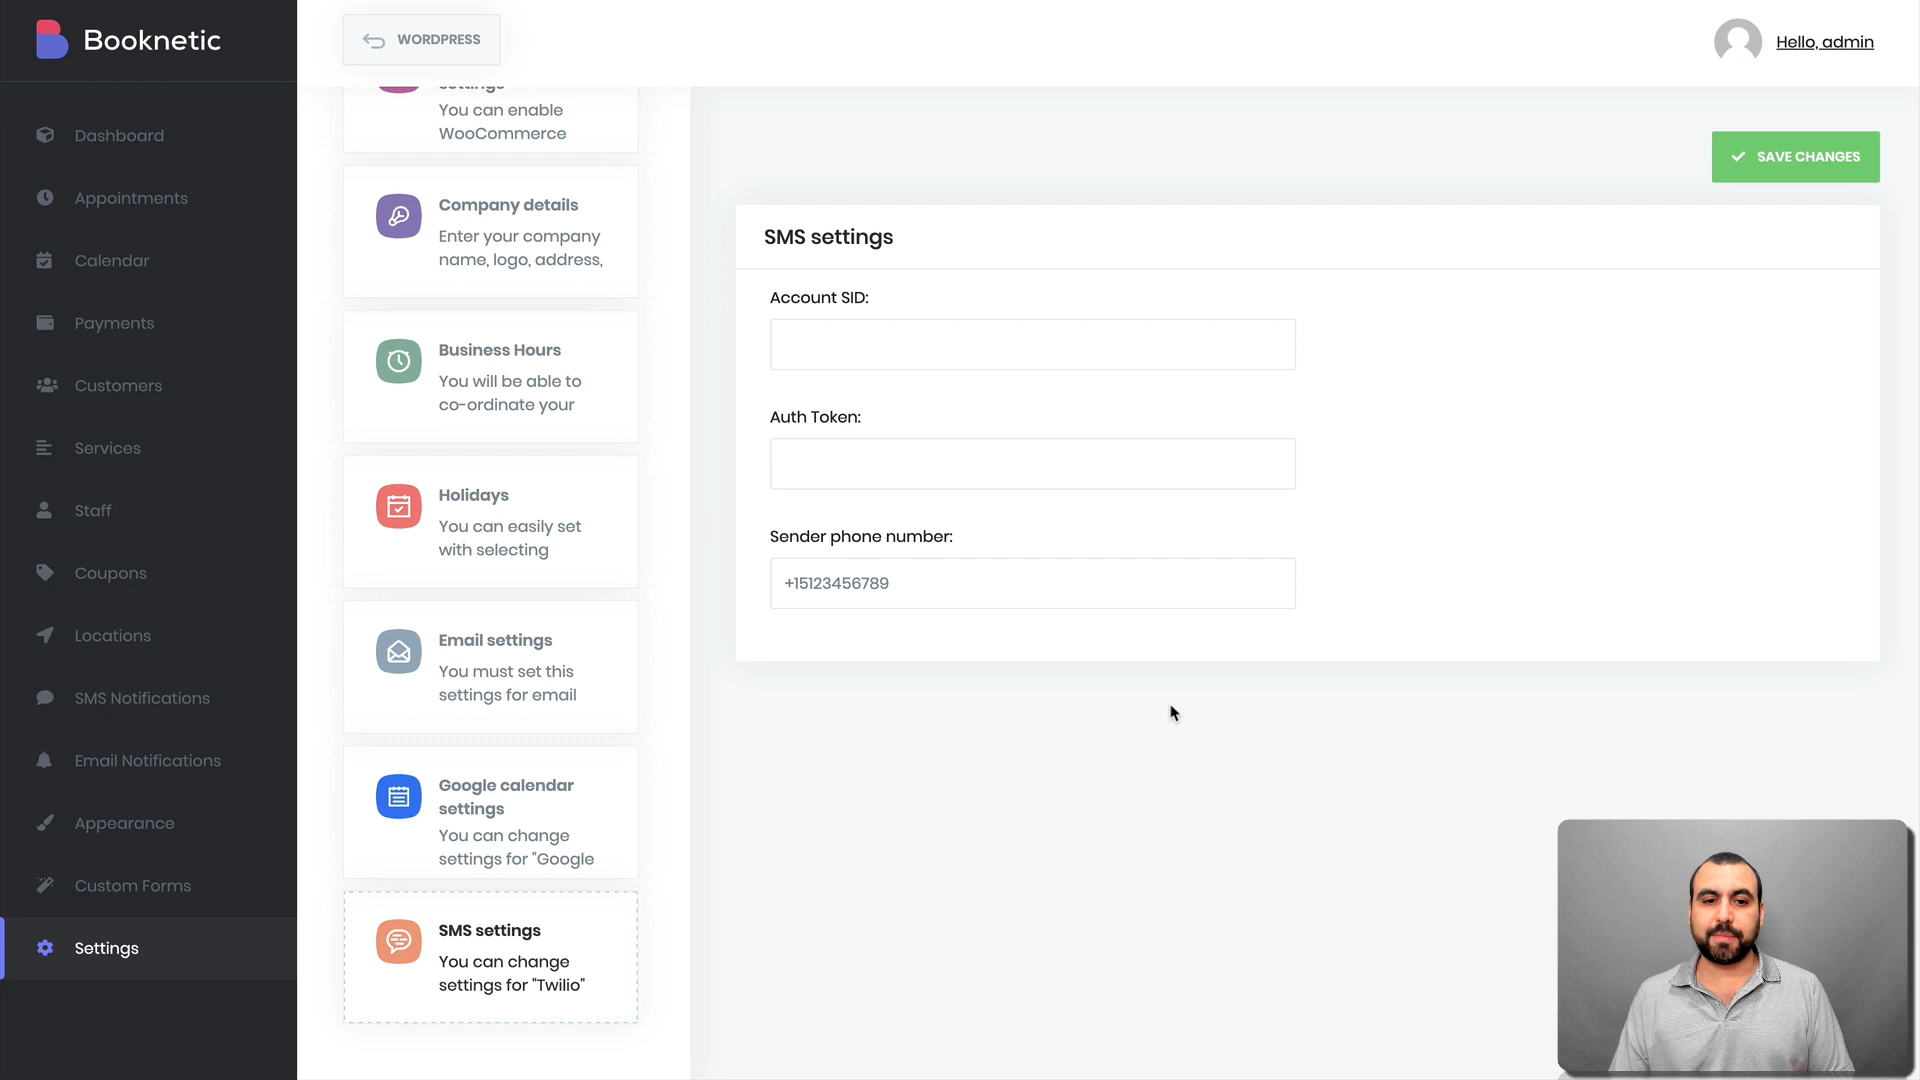 Booknetic
WORDPRESS
Hello, admin
Dashboard
Appointments
Calendar
Payments
Customers
Services
Staff
Coupons
Locations
SMS Notifications
Email Notifications
Appearance
Custom Forms
Settings
settings
You can enable
WooCommerce
Company details
Enter your company
name, logo, address,
Business Hours
You will be able to
co-ordinate your
Holidays
You can easily set
with selecting
Email settings
You must set this
settings for email
Google calendar
settings
You can change
settings for "Google
SMS settings
You can change
settings for "Twilio"
SAVE CHANGES
SMS settings
Account SID:
Auth Token:
Sender phone number:
+15123456789